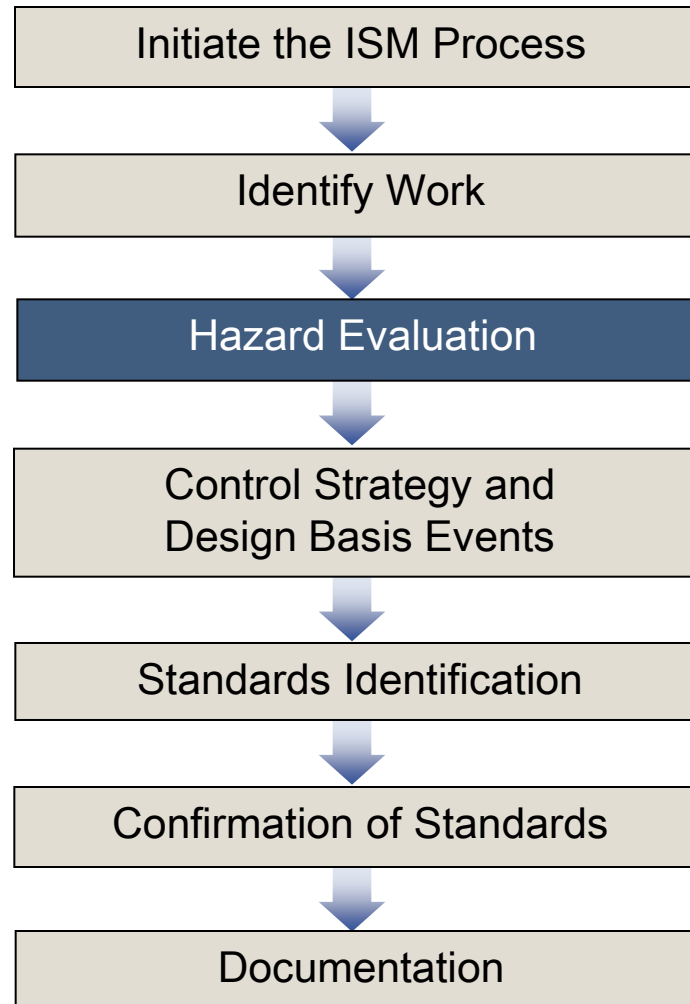 Initiate the ISM Process
Identify Work
Hazard Evaluation
Control Strategy and
Design Basis Events
Standards Identification
Confirmation of Standards
Documentation